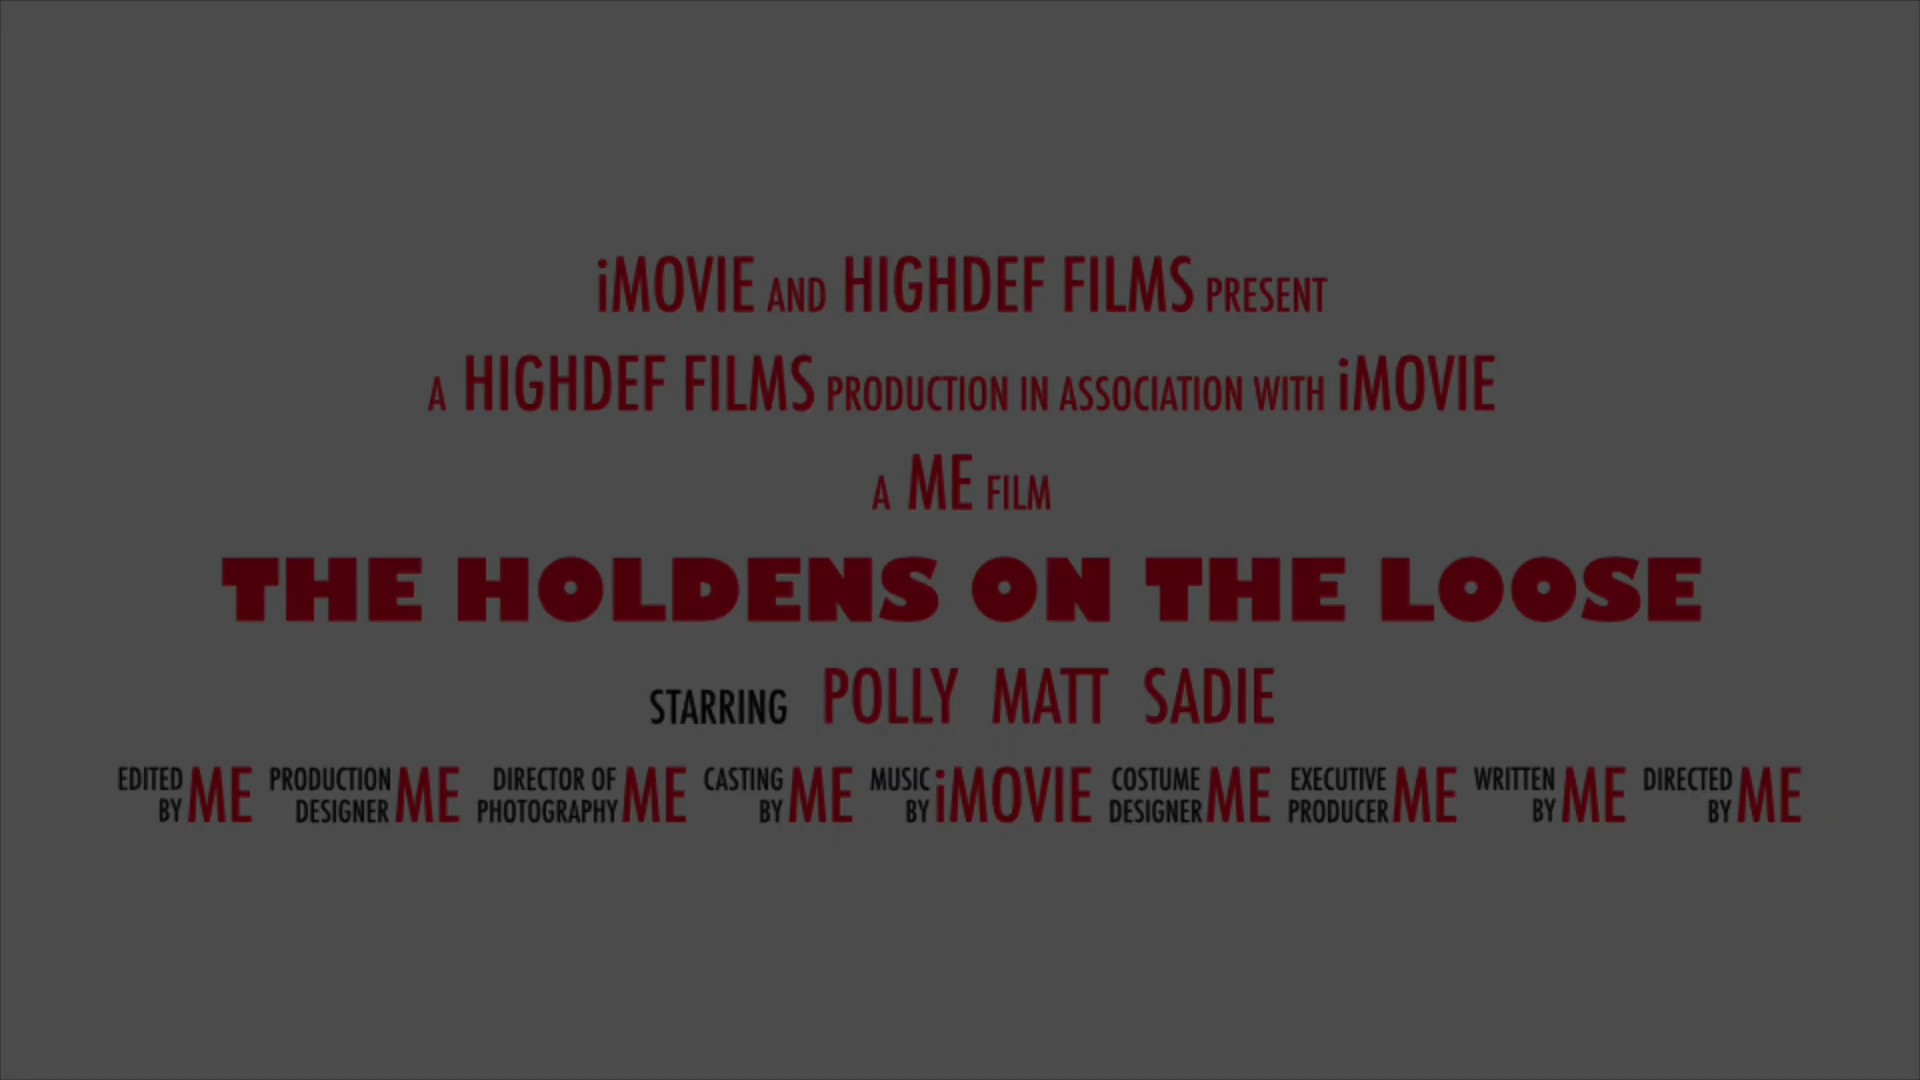 iMOVIE AND HIGHDEF FILMS PRESENT
A HIGHDEF FILMS PRODUCTION IN ASSOCIATION WITH iMOVIE
A ME FILM
THE HOLDENS ON THE LOOSE
STARRING POLLY MATT SADIE
EDITED BY ME PRODUCTION DESIGNER ME DIRECTOR OF PHOTOGRAPHY ME CASTING BY ME MUSIC BY iMOVIE COSTUME DESIGNER ME EXECUTIVE PRODUCER ME WRITTEN BY ME DIRECTED BY ME